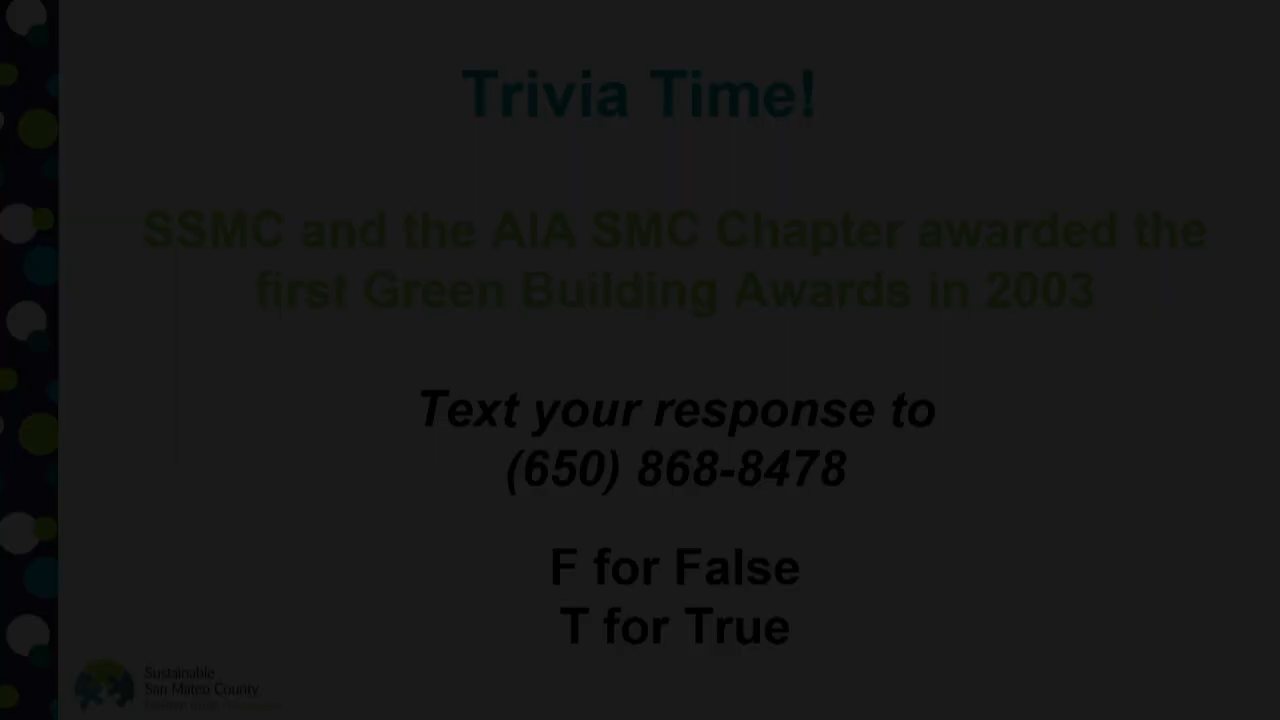 Trivia Time!
SSMC and the AIA SMC Chapter awarded the
first Green Building Awards in 2003
Text your response to
(650) 868-8478
F for False
T for True
Sustainable
San Mateo County